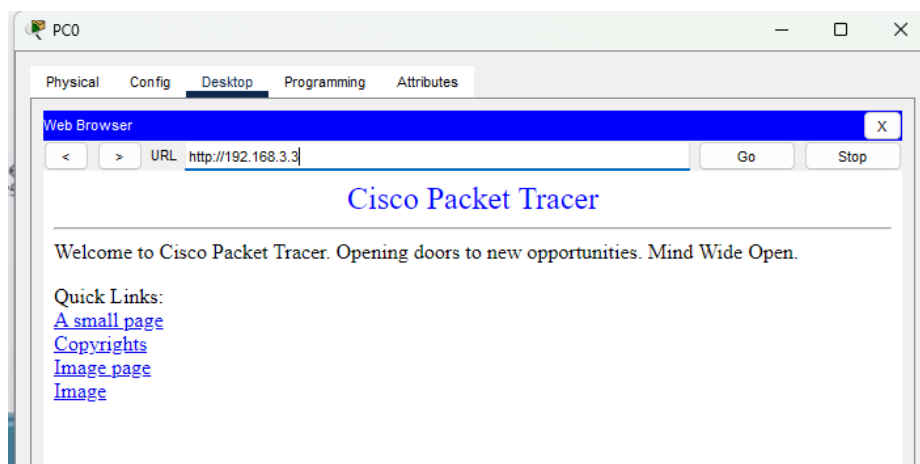 PC0
Physical Config Desktop Programming Attributes
Web Browser
X
< > URL http://192.168.3.3 Go Stop
Cisco Packet Tracer
Welcome to Cisco Packet Tracer. Opening doors to new opportunities. Mind Wide Open.
Quick Links:
A small page
Copyrights
Image page
Image